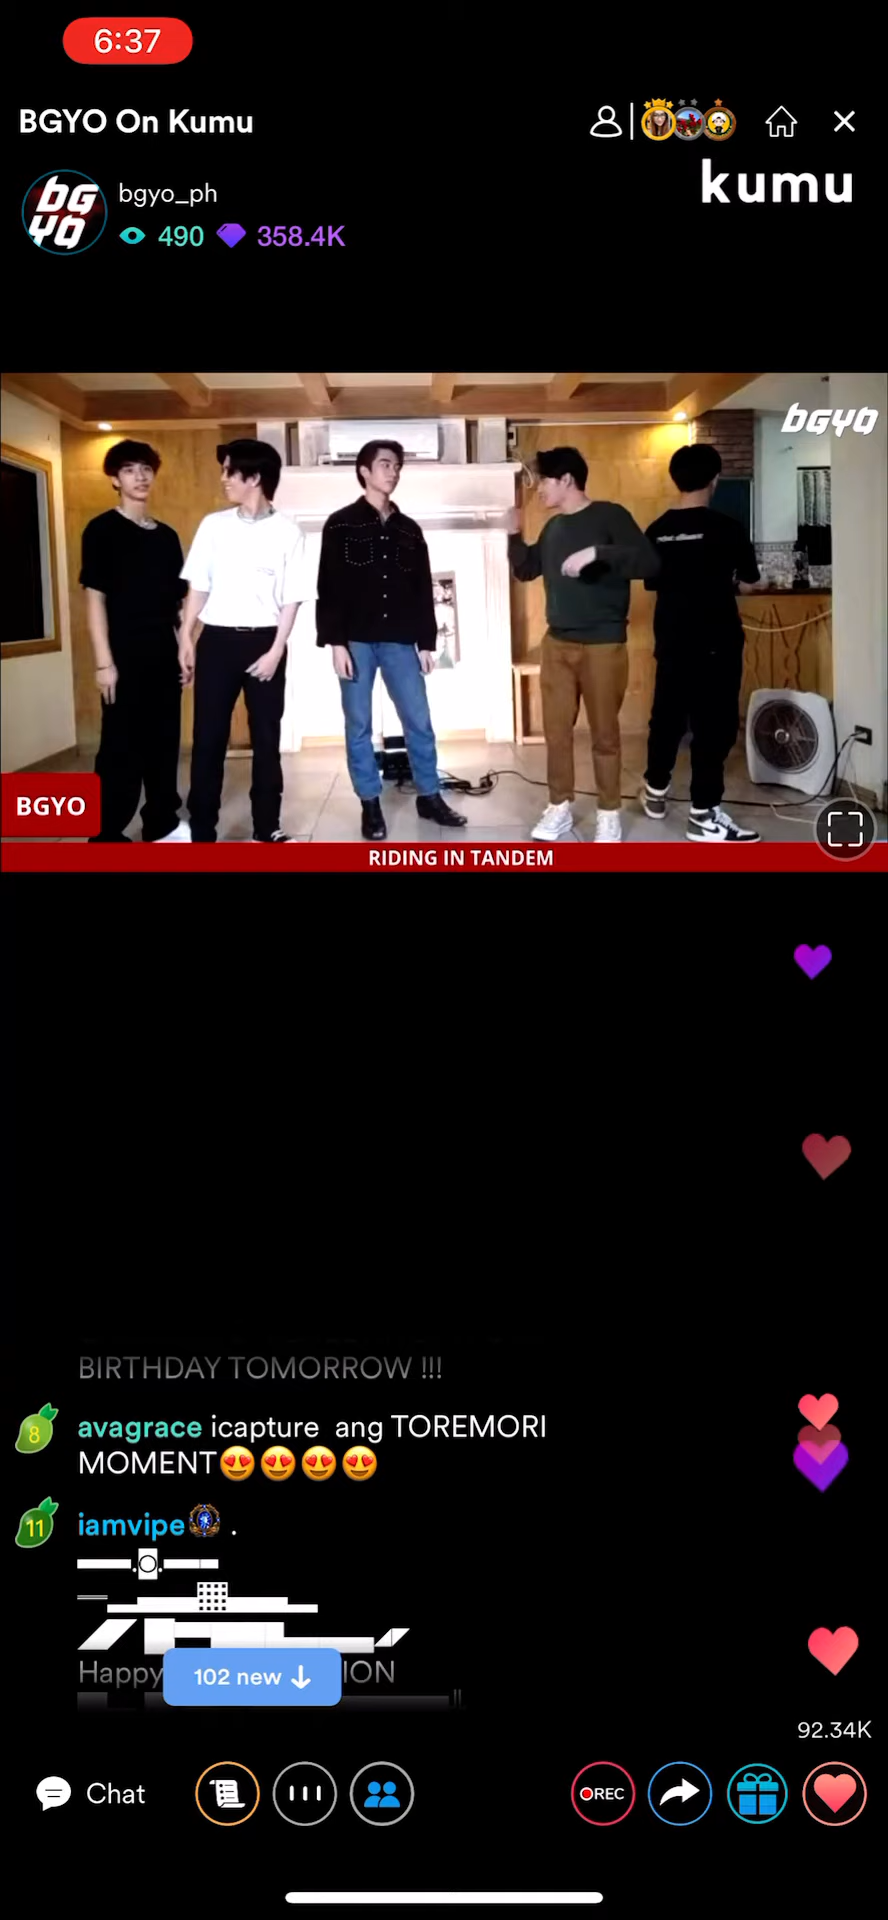 6:37
BGYO On Kumu
kumu
bgyo_ph
490 358.4K
BGYO
BGYO
BGYO
RIDING IN TANDEM
BIRTHDAY TOMORROW !!!
8 avagrace icapture ang TOREMORI
MOMENT😍😍😍😍
11 iamvipe .
Happy
ION
102 new ↓
92.34K
Chat
REC